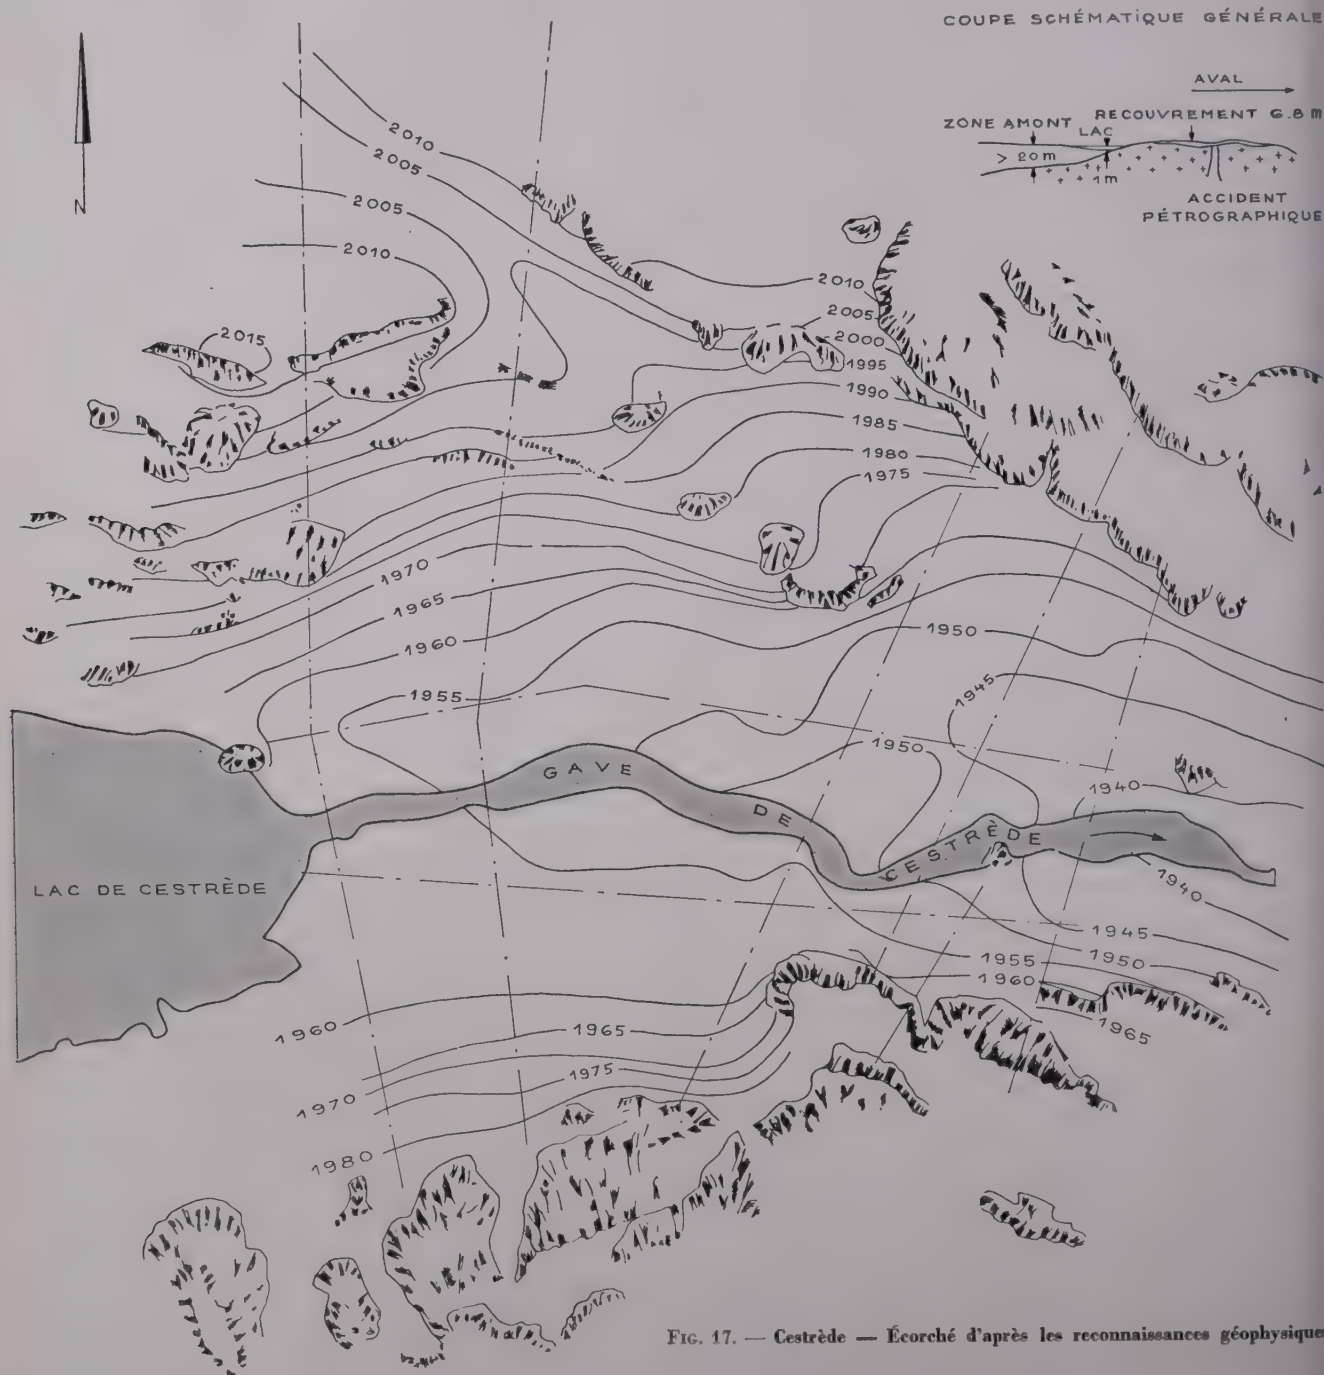 COUPE SCHÉMATIQUE GÉNÉRALE
AVAL
ZONE AMONT
LAC
RECOUVREMENT 6.8 m
> 20 m
1 m
ACCIDENT
PÉTROGRAPHIQUE
N
2010
2005
2005
2010
2015
2010
2005
2000
1995
1990
1985
1980
1975
1970
1965
1960
1955
1950
1945
1950
1940
GAVE DE CESTRÈDE
LAC DE CESTRÈDE
1940
1945
1950
1955
1960
1965
1960
1965
1970
1975
1980
FIG. 17. — Cestrède — Écorché d'après les reconnaissances géophysique